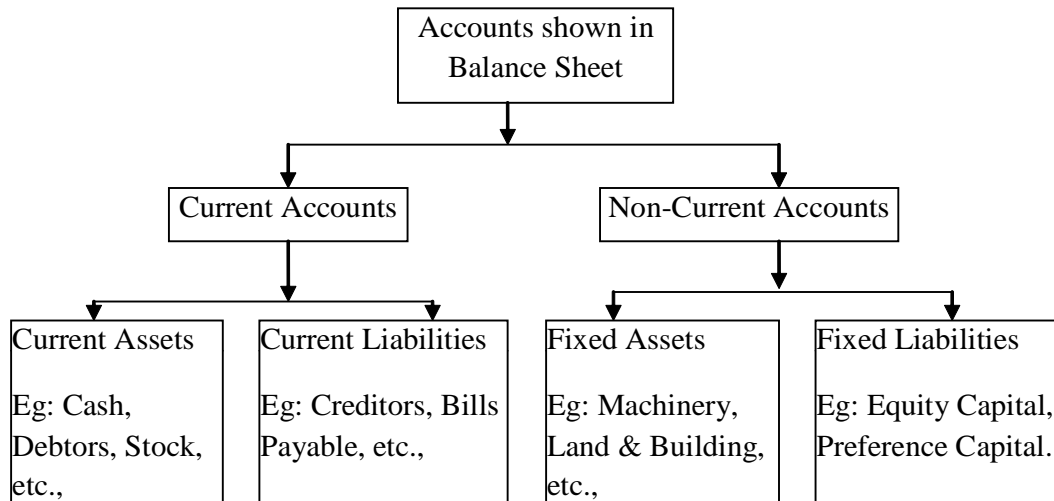 Accounts shown in
Balance Sheet
Current Accounts
Non-Current Accounts
Current Assets
Eg: Cash,
Debtors, Stock,
etc.,
Current Liabilities
Eg: Creditors, Bills
Payable, etc.,
Fixed Assets
Eg: Machinery,
Land & Building,
etc.,
Fixed Liabilities
Eg: Equity Capital,
Preference Capital.